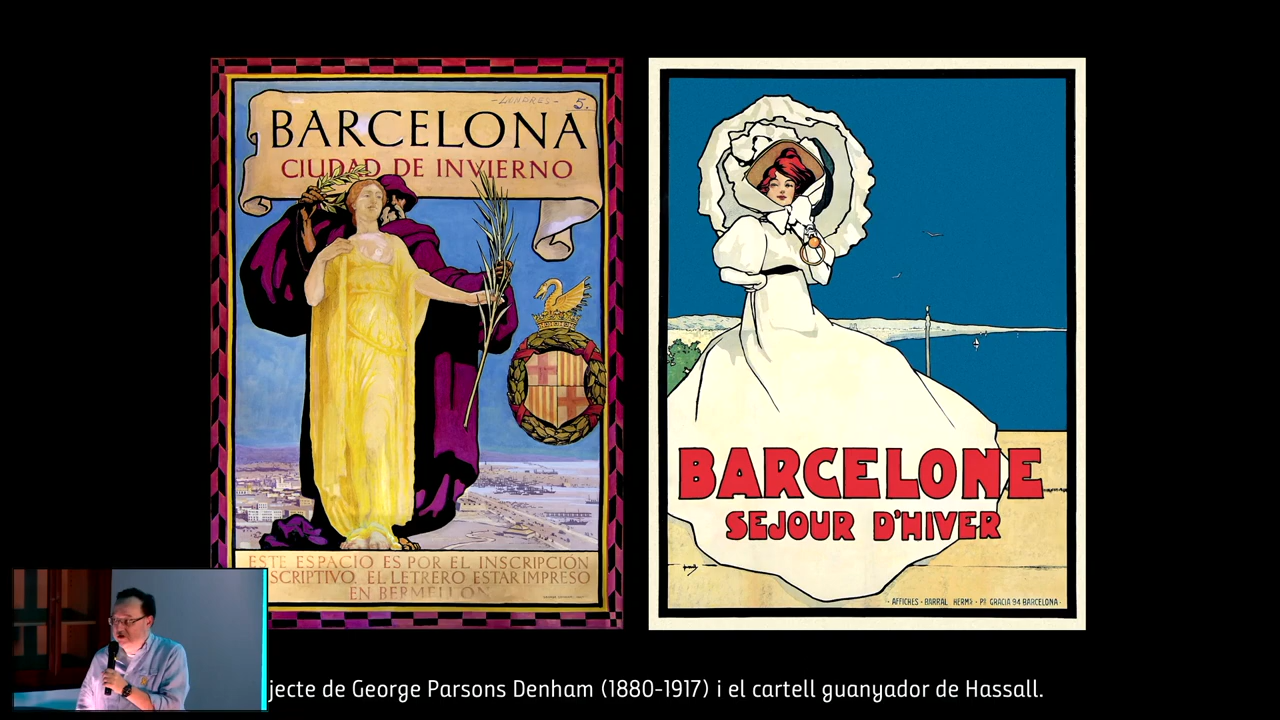 -LONDRES- 5.
BARCELONA
CIUDAD DE INVIERNO
ESTE ESPACIO ES POR EL INSCRIPCION
SCRIPTIVO. EL LETRERO ESTAR IMPRESO
EN BERMELLON
BARCELONE
SEJOUR D'HIVER
· AFFICHES · BARRAL HERMS · Pº GRACIA 94 BARCELONA ·
jecte de George Parsons Denham (1880-1917) i el cartell guanyador de Hassall.